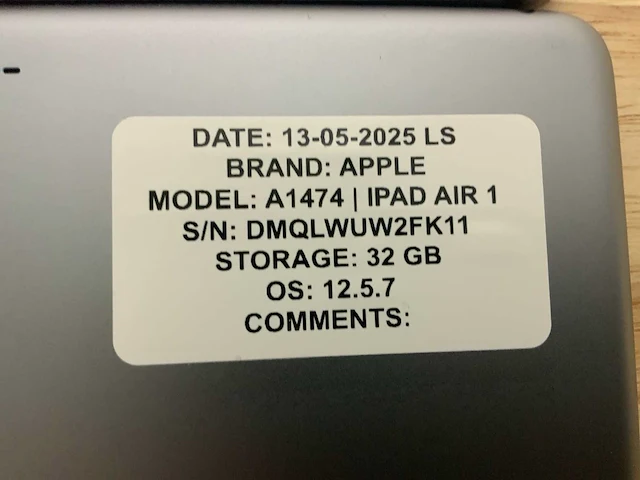 DATE: 13-05-2025 LS
BRAND: APPLE
MODEL: A1474 | IPAD AIR 1
S/N: DMQLWUW2FK11
STORAGE: 32 GB
OS: 12.5.7
COMMENTS: